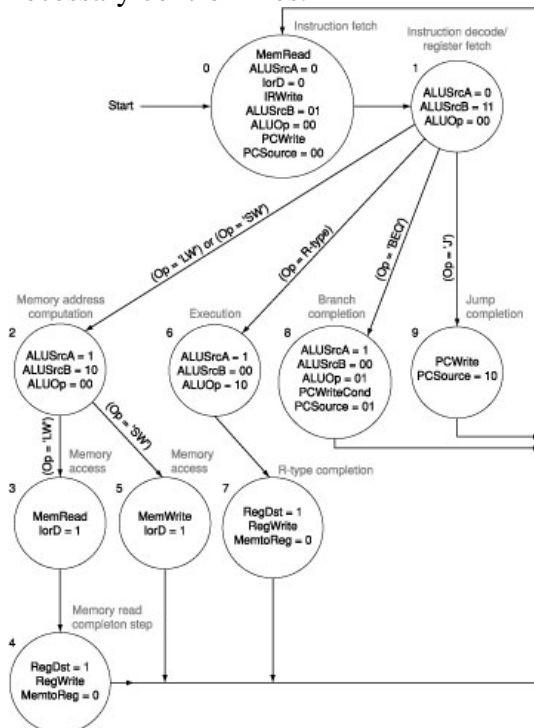 Instruction fetch
0
MemRead
ALUSrcA = 0
IorD = 0
IRWrite
ALUSrcB = 01
ALUOp = 00
PCWrite
PCSource = 00
Start
Instruction decode/
register fetch
1
ALUSrcA = 0
ALUSrcB = 11
ALUOp = 00
(Op = 'LW') or (Op = 'SW')
(Op = R-type)
(Op = 'BEQ')
(Op = 'J')
Memory address
computation
2
ALUSrcA = 1
ALUSrcB = 10
ALUOp = 00
Execution
6
ALUSrcA = 1
ALUSrcB = 00
ALUOp = 10
Branch
completion
8
ALUSrcA = 1
ALUSrcB = 00
ALUOp = 01
PCWriteCond
PCSource = 01
Jump
completion
9
PCWrite
PCSource = 10
(Op = 'LW')
(Op = 'SW')
Memory
access
3
MemRead
IorD = 1
Memory
access
5
MemWrite
IorD = 1
R-type completion
7
RegDst = 1
RegWrite
MemtoReg = 0
Memory read
completon step
4
RegDst = 1
RegWrite
MemtoReg = 0